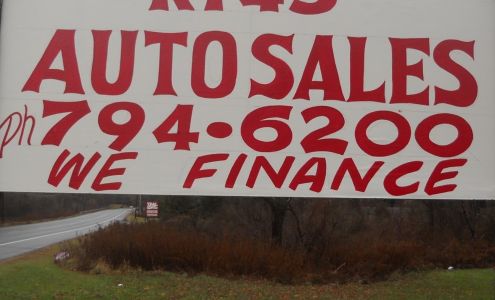 AUTO SALES
ph 794-6200
WE FINANCE